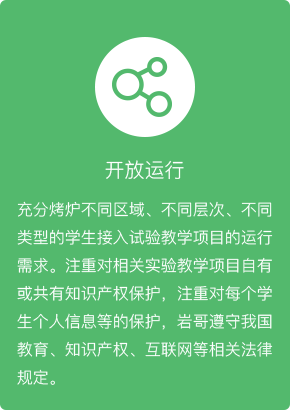 开放运行
充分烤炉不同区域、不同层次、不同
类型的学生接入试验教学项目的运行
需求。注重对相关实验教学项目自有
或共有知识产权保护，注重对每个学
生个人信息等的保护，岩哥遵守我国
教育、知识产权、互联网等相关法律
规定。